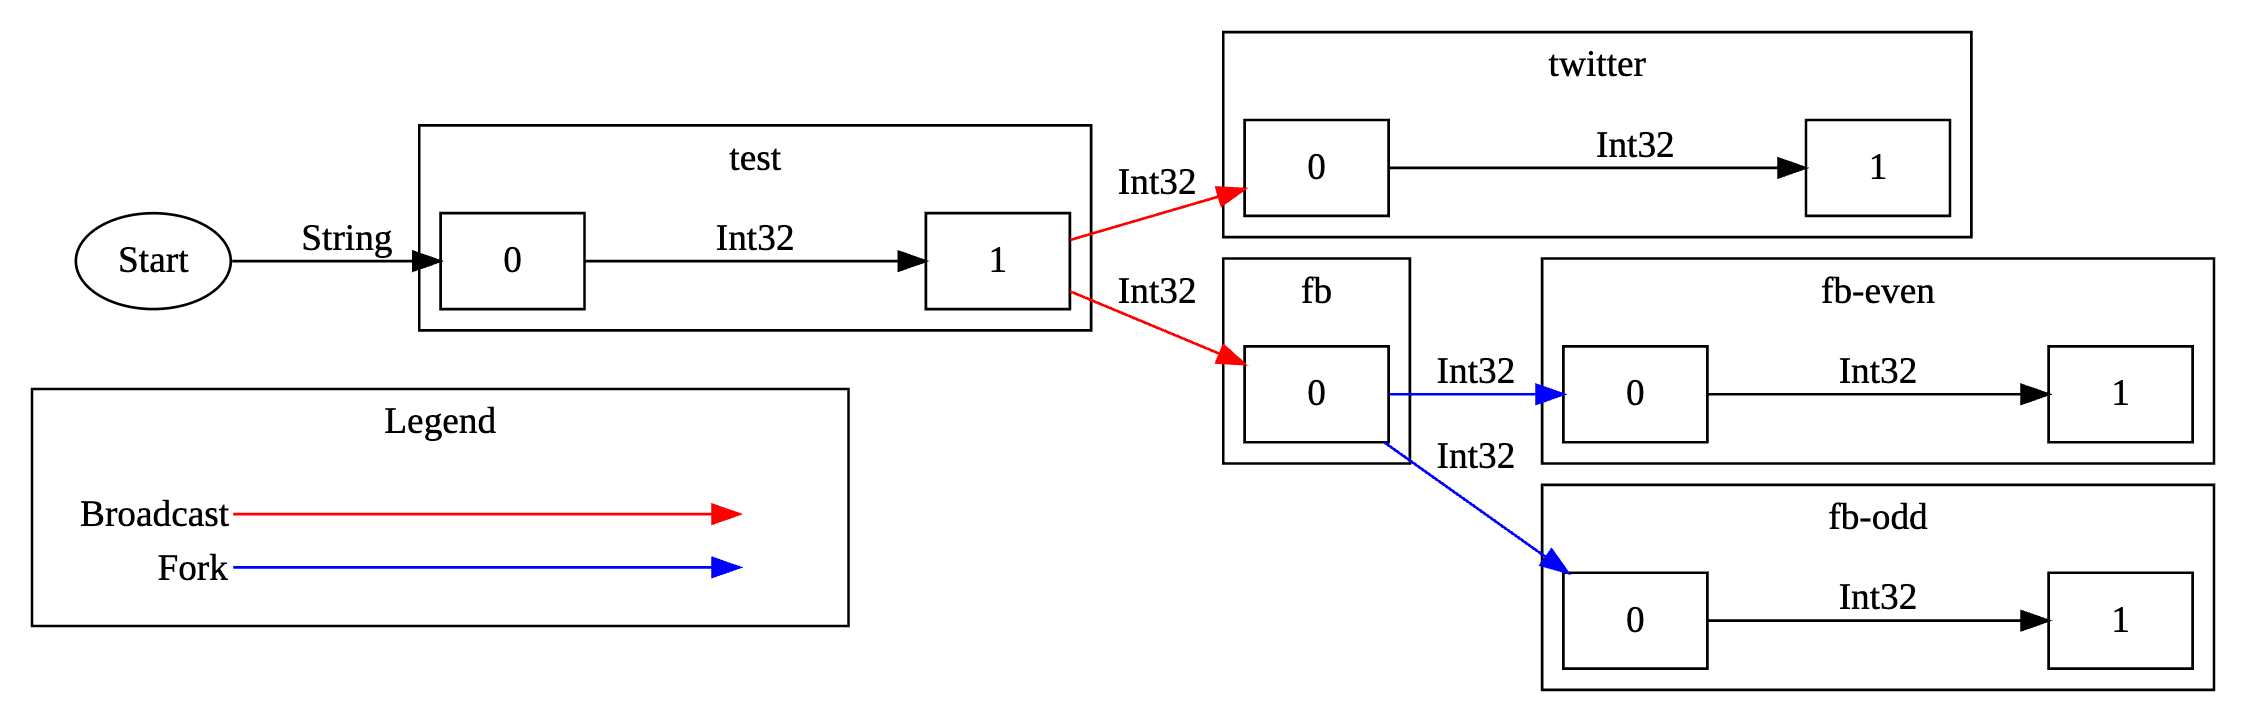 twitter
0
Int32
1
test
Int32
Start
String
0
Int32
1
Int32
fb
0
Int32
fb-even
0
Int32
1
Int32
fb-odd
0
Int32
1
Legend
Broadcast
Fork